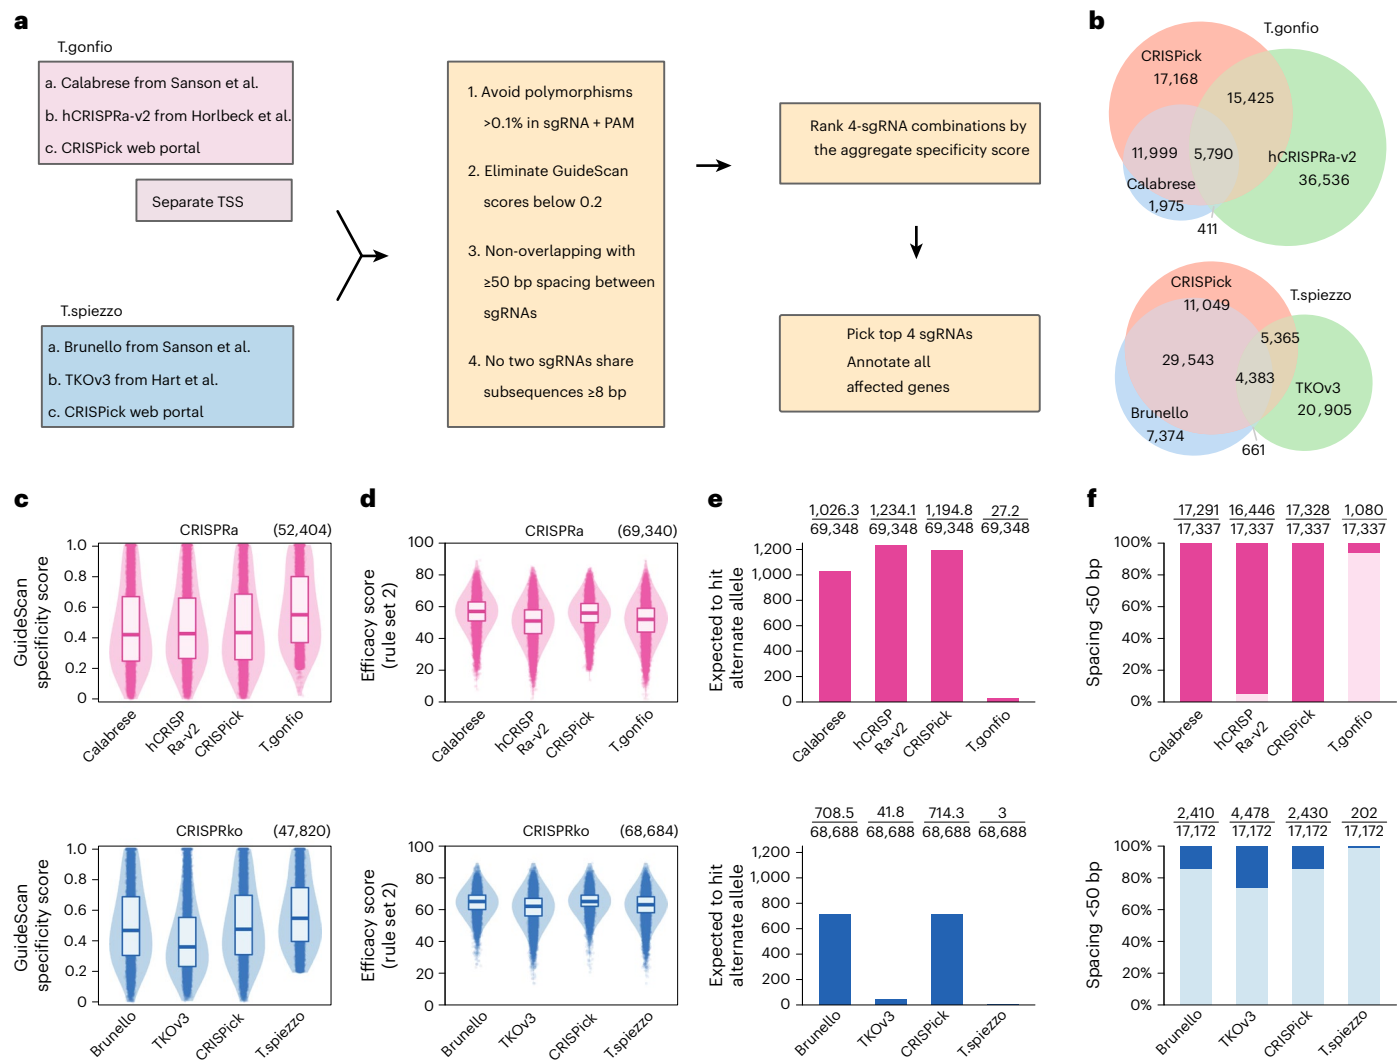 a
T.gonfio
a. Calabrese from Sanson et al.
b. hCRISPRa-v2 from Horlbeck et al.
c. CRISPick web portal
Separate TSS
T.spiezzo
a. Brunello from Sanson et al.
b. TKOv3 from Hart et al.
c. CRISPick web portal
1. Avoid polymorphisms
>0.1% in sgRNA + PAM
2. Eliminate GuideScan
scores below 0.2
3. Non-overlapping with
≥50 bp spacing between
sgRNAs
4. No two sgRNAs share
subsequences ≥8 bp
Rank 4-sgRNA combinations by
the aggregate specificity score
Pick top 4 sgRNAs
Annotate all
affected genes
b
T.gonfio
CRISPick
17,168
15,425
11,999
5,790
hCRISPRa-v2
36,536
Calabrese
1,975
411
T.spiezzo
CRISPick
11,049
5,365
29,543
4,383
TKOv3
20,905
Brunello
7,374
661
c
CRISPRa
(52,404)
GuideScan
specificity score
1.0
0.8
0.6
0.4
0.2
0
Calabrese
hCRISP
Ra-v2
CRISPick
T.gonfio
CRISPRko
(47,820)
GuideScan
specificity score
1.0
0.8
0.6
0.4
0.2
0
Brunello
TKOv3
CRISPick
T.spiezzo
d
CRISPRa
(69,340)
Efficacy score
(rule set 2)
100
80
60
40
20
0
Calabrese
hCRISP
Ra-v2
CRISPick
T.gonfio
CRISPRko
(68,684)
Efficacy score
(rule set 2)
100
80
60
40
20
0
Brunello
TKOv3
CRISPick
T.spiezzo
e
1,026.3 1,234.1 1,194.8 27.2
69,348 69,348 69,348 69,348
Expected to hit
alternate allele
1,200
1,000
800
600
400
200
0
Calabrese
hCRISP
Ra-v2
CRISPick
T.gonfio
708.5 41.8 714.3 3
68,688 68,688 68,688 68,688
Expected to hit
alternate allele
1,200
1,000
800
600
400
200
0
Brunello
TKOv3
CRISPick
T.spiezzo
f
17,291 16,446 17,328 1,080
17,337 17,337 17,337 17,337
Spacing <50 bp
100%
80%
60%
40%
20%
0%
Calabrese
hCRISP
Ra-v2
CRISPick
T.gonfio
2,410 4,478 2,430 202
17,172 17,172 17,172 17,172
Spacing <50 bp
100%
80%
60%
40%
20%
0%
Brunello
TKOv3
CRISPick
T.spiezzo